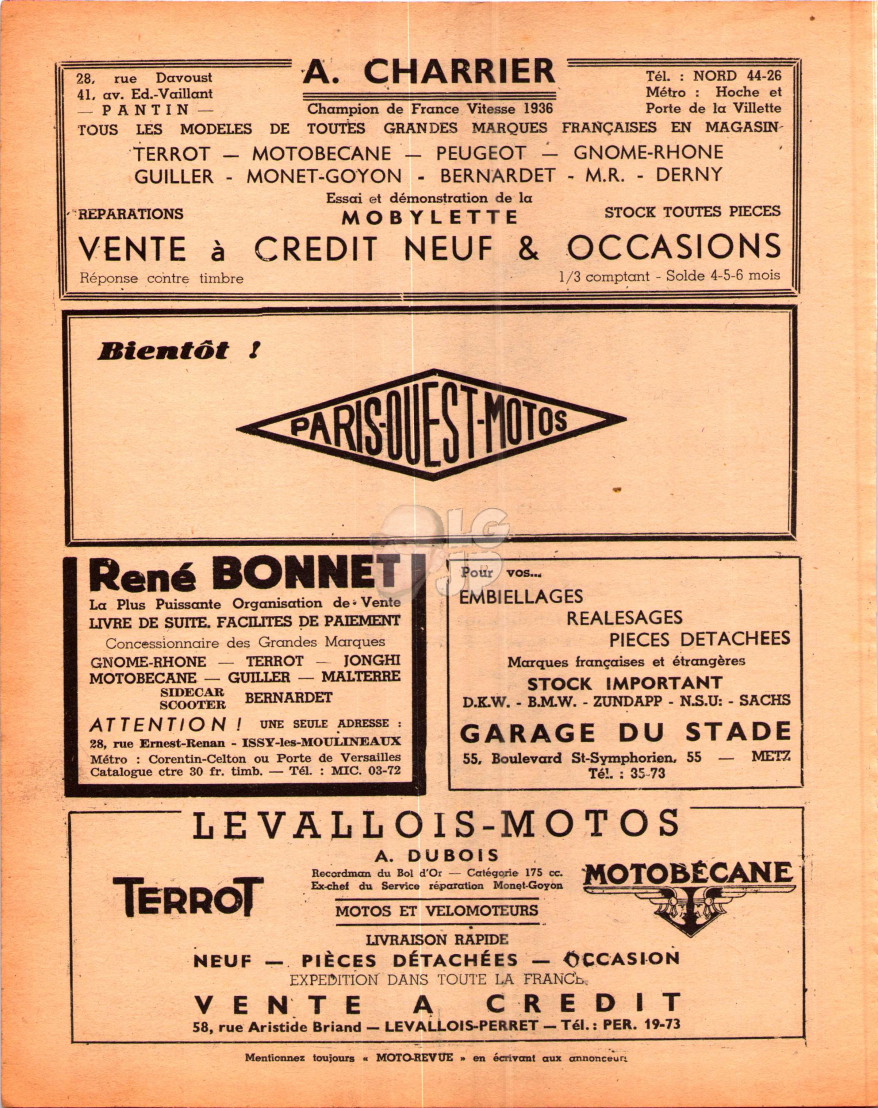 A. CHARRIER
28, rue Davoust
41, av. Ed.-Vaillant
— PANTIN —
Champion de France Vitesse 1936
Tél. : NORD 44-26
Métro : Hoche et
Porte de la Villette
TOUS LES MODELES DE TOUTES GRANDES MARQUES FRANÇAISES EN MAGASIN
TERROT — MOTOBECANE — PEUGEOT — GNOME-RHONE
GUILLER - MONET-GOYON - BERNARDET - M.R. - DERNY
Essai et démonstration de la
MOBYLETTE
REPARATIONS
STOCK TOUTES PIECES
VENTE à CREDIT NEUF & OCCASIONS
Réponse contre timbre
1/3 comptant - Solde 4-5-6 mois
Bientôt !
PARIS-OUEST-MOTOS
LG
JP
René BONNET
La Plus Puissante Organisation de Vente
LIVRE DE SUITE. FACILITES DE PAIEMENT
Concessionnaire des Grandes Marques
GNOME-RHONE — TERROT — JONGHI
MOTOBECANE — GUILLER — MALTERRE
SIDECAR
SCOOTER BERNARDET
ATTENTION ! UNE SEULE ADRESSE :
28, rue Ernest-Renan - ISSY-les-MOULINEAUX
Métro : Corentin-Celton ou Porte de Versailles
Catalogue ctre 30 fr. timb. — Tél. : MIC. 03-72
Pour vos...
EMBIELLAGES
REALESAGES
PIECES DETACHEES
Marques françaises et étrangères
STOCK IMPORTANT
D.K.W. - B.M.W. - ZUNDAPP - N.S.U. - SACHS
GARAGE DU STADE
55, Boulevard St-Symphorien, 55 — METZ
Tél. : 35-73
LEVALLOIS-MOTOS
A. DUBOIS
Recordman du Bol d'Or — Catégorie 175 cc.
Ex-chef du Service réparation Monet-Goyon
TERROT
MOTOBÉCANE
MOTOS ET VELOMOTEURS
LIVRAISON RAPIDE
NEUF — PIÈCES DÉTACHÉES — OCCASION
EXPEDITION DANS TOUTE LA FRANCE
VENTE A CREDIT
58, rue Aristide Briand — LEVALLOIS-PERRET — Tél. : PER. 19-73
Mentionnez toujours « MOTO-REVUE » en écrivant aux annonceurs